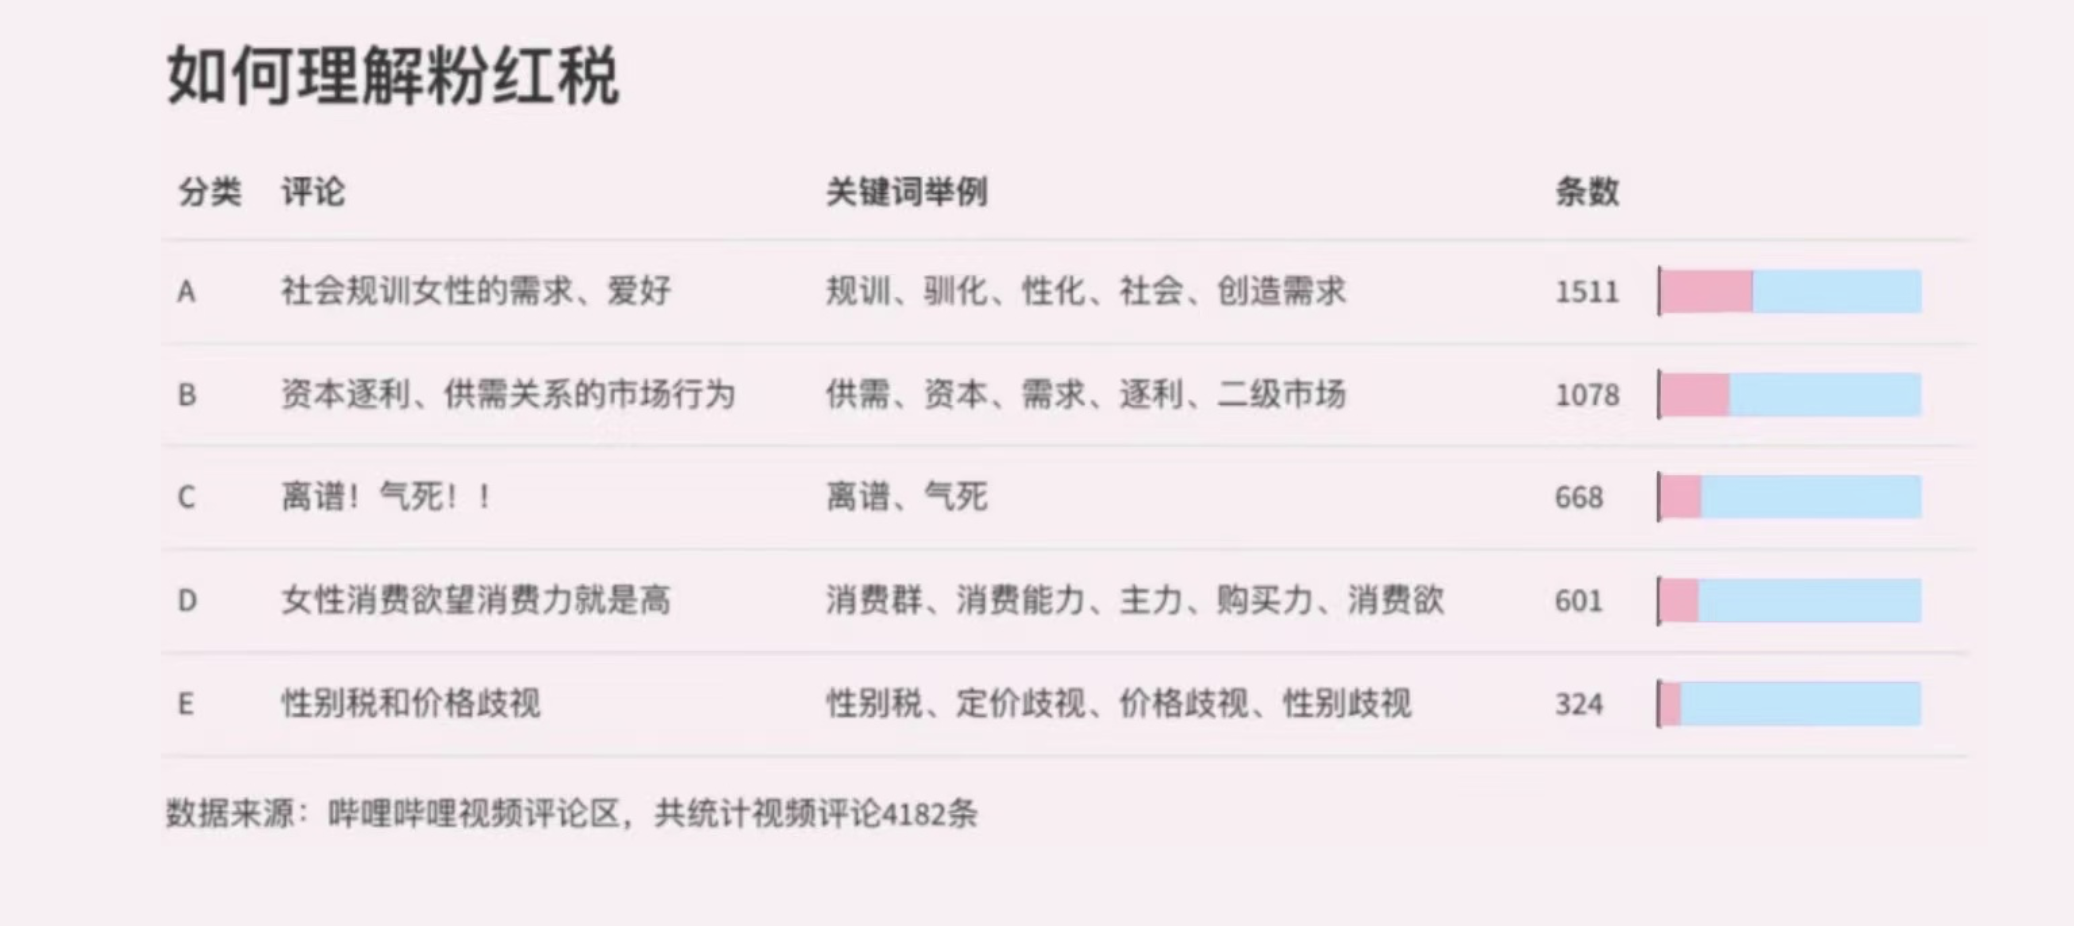 如何理解粉红税
分类 评论 关键词举例 条数
A 社会规训女性的需求、爱好 规训、驯化、性化、社会、创造需求 1511
B 资本逐利、供需关系的市场行为 供需、资本、需求、逐利、二级市场 1078
C 离谱！气死！！ 离谱、气死 668
D 女性消费欲望消费力就是高 消费群、消费能力、主力、购买力、消费欲 601
E 性别税和价格歧视 性别税、定价歧视、价格歧视、性别歧视 324
数据来源：哔哩哔哩视频评论区，共统计视频评论4182条